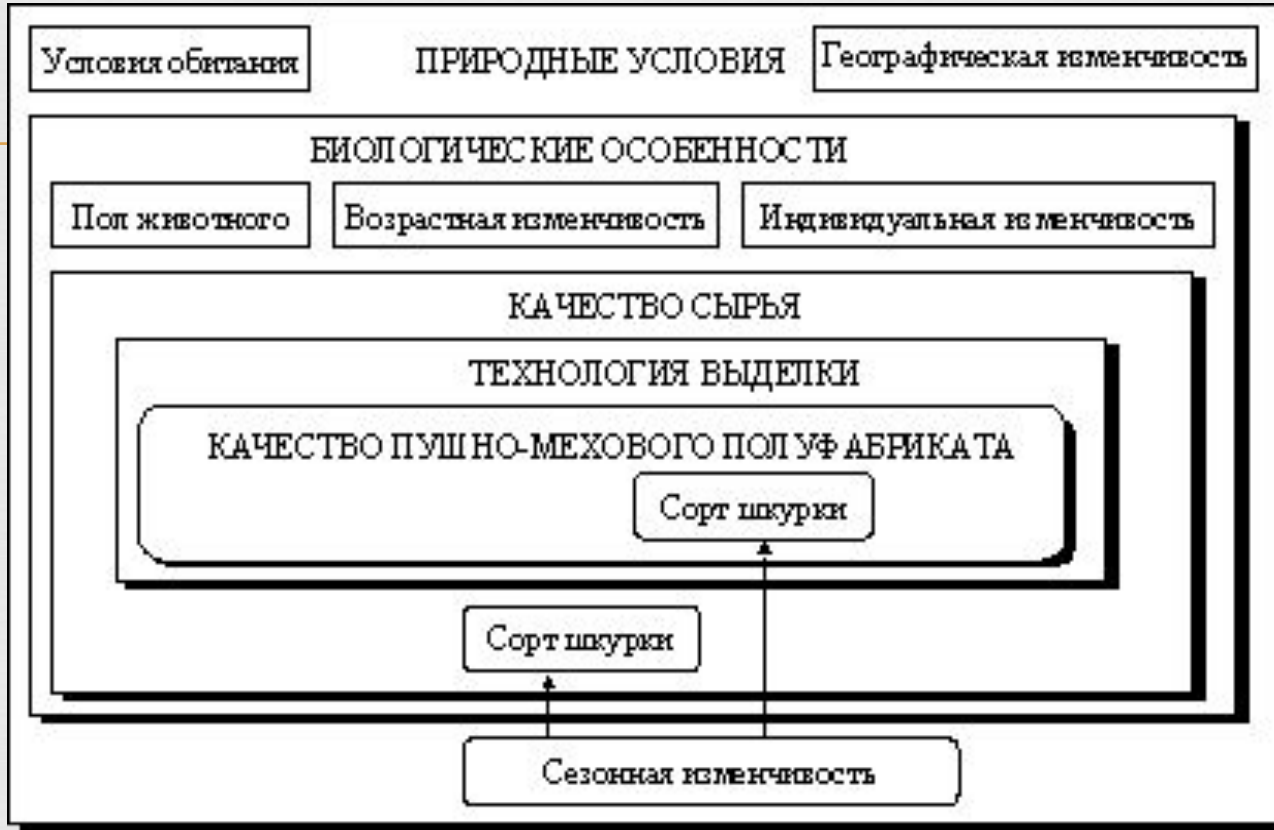 Условия обитания
ПРИРОДНЫЕ УСЛОВИЯ
Географическая изменчивость
БИОЛОГИЧЕСКИЕ ОСОБЕННОСТИ
Пол животного
Возрастная изменчивость
Индивидуальная изменчивость
КАЧЕСТВО СЫРЬЯ
ТЕХНОЛОГИЯ ВЫДЕЛКИ
КАЧЕСТВО ПУШНО-МЕХОВОГО ПОЛУФАБРИКАТА
Сорт шкурки
Сорт шкурки
Сезонная изменчивость